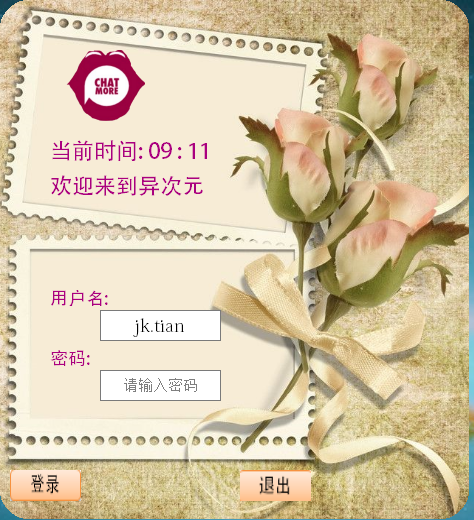 CHAT
MORE
当前时间: 09 : 11
欢迎来到异次元
用户名:
jk.tian
密码:
请输入密码
登录
退出